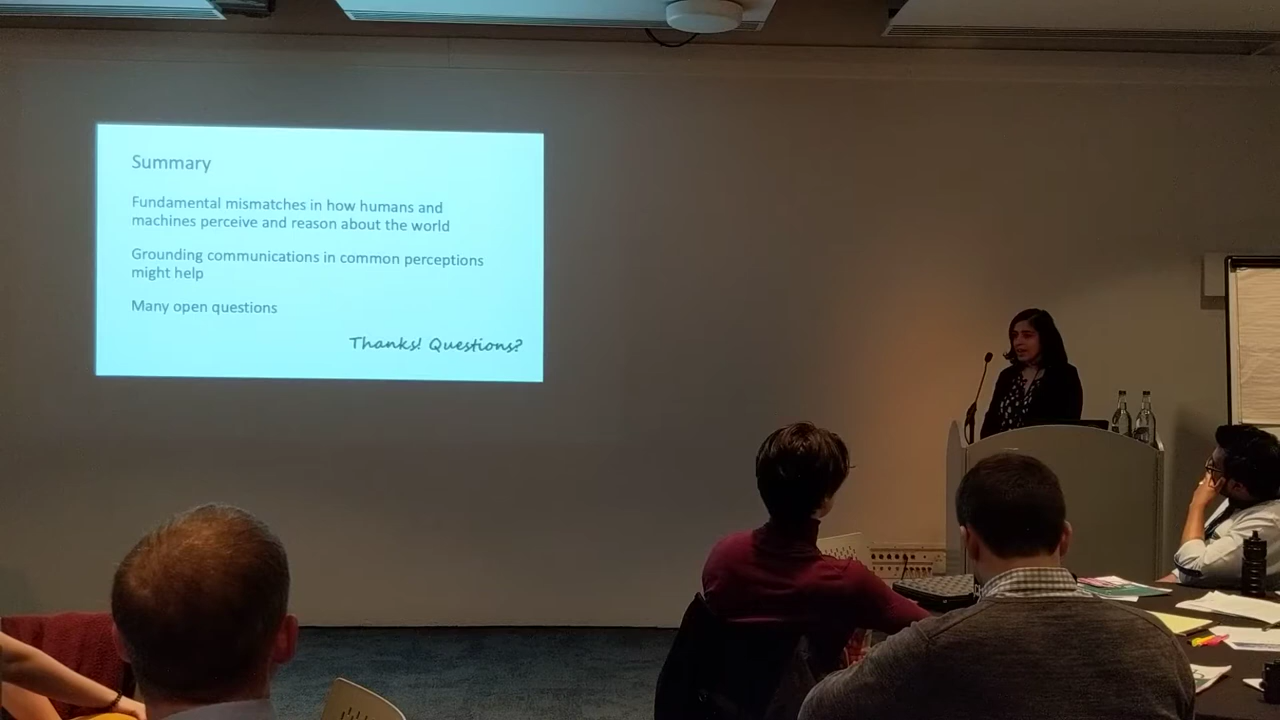 Summary
Fundamental mismatches in how humans and
machines perceive and reason about the world
Grounding communications in common perceptions
might help
Many open questions
Thanks! Questions?